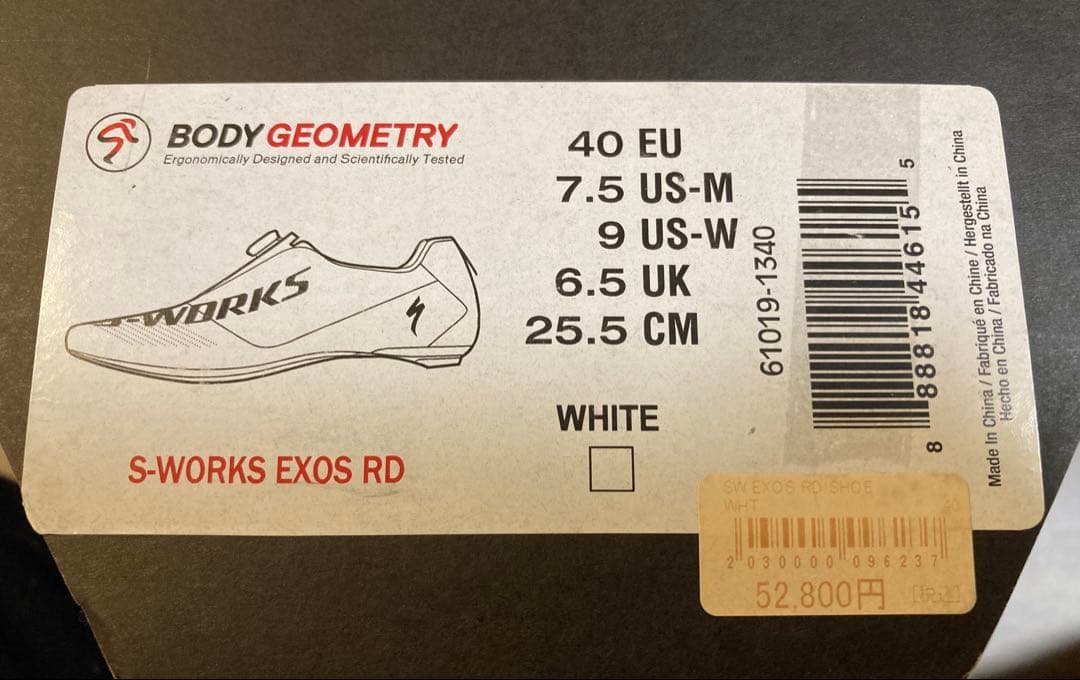 BODY GEOMETRY
Ergonomically Designed and Scientifically Tested
S-WORKS
S-WORKS EXOS RD
40 EU
7.5 US-M
9 US-W
6.5 UK
25.5 CM
WHITE
61019-1340
8 88818 44615 5
Made In China / Fabriqué en Chine / Hergestellt in China
Hecho en China / Fabricado na China
SW EXOS RD SHOE
WHT 40
2 030000 096237
52,800円 [税込]